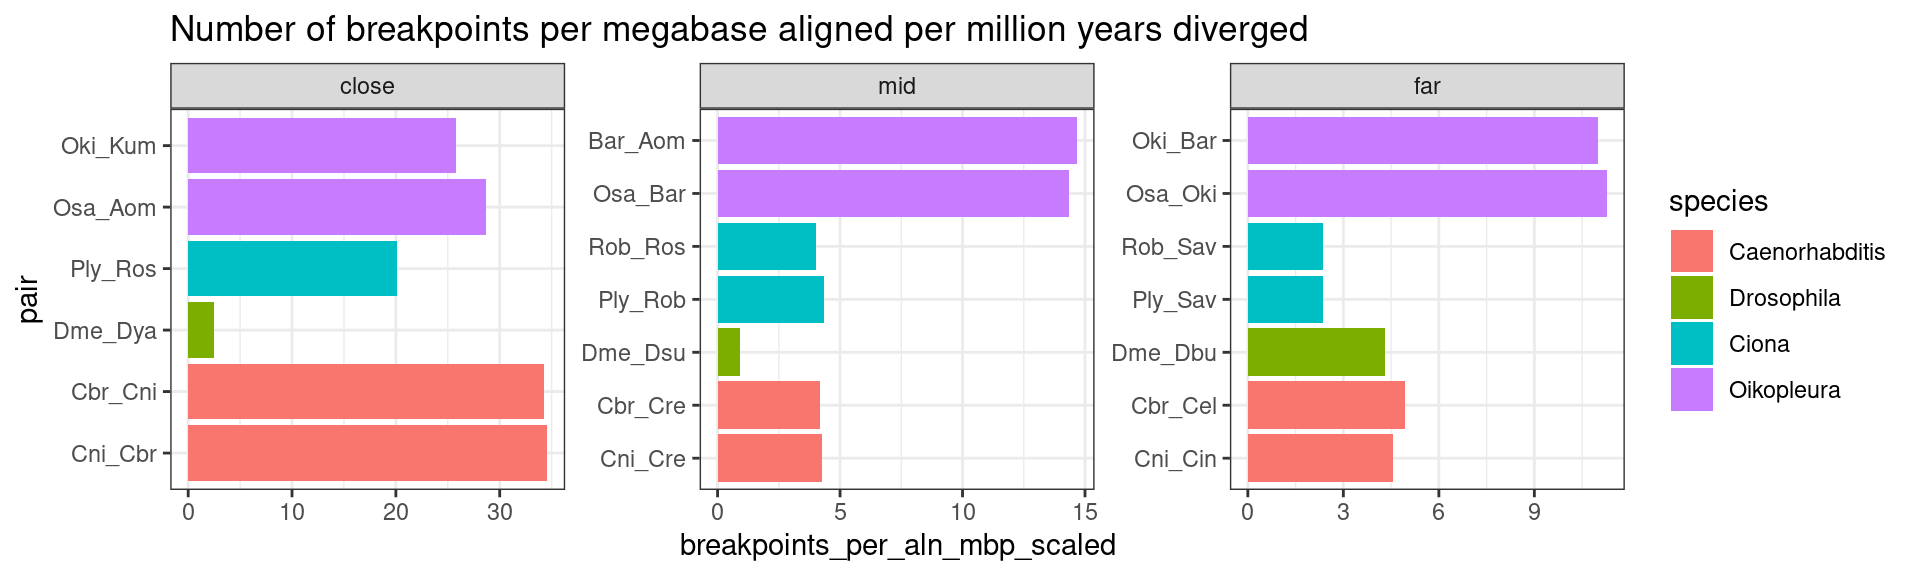 Number of breakpoints per megabase aligned per million years diverged
close
mid
far
pair
Oki_Kum
Osa_Aom
Ply_Ros
Dme_Dya
Cbr_Cni
Cni_Cbr
0 10 20 30
Bar_Aom
Osa_Bar
Rob_Ros
Ply_Rob
Dme_Dsu
Cbr_Cre
Cni_Cre
0 5 10 15
Oki_Bar
Osa_Oki
Rob_Sav
Ply_Sav
Dme_Dbu
Cbr_Cel
Cni_Cin
0 3 6 9
breakpoints_per_aln_mbp_scaled
species
Caenorhabditis
Drosophila
Ciona
Oikopleura